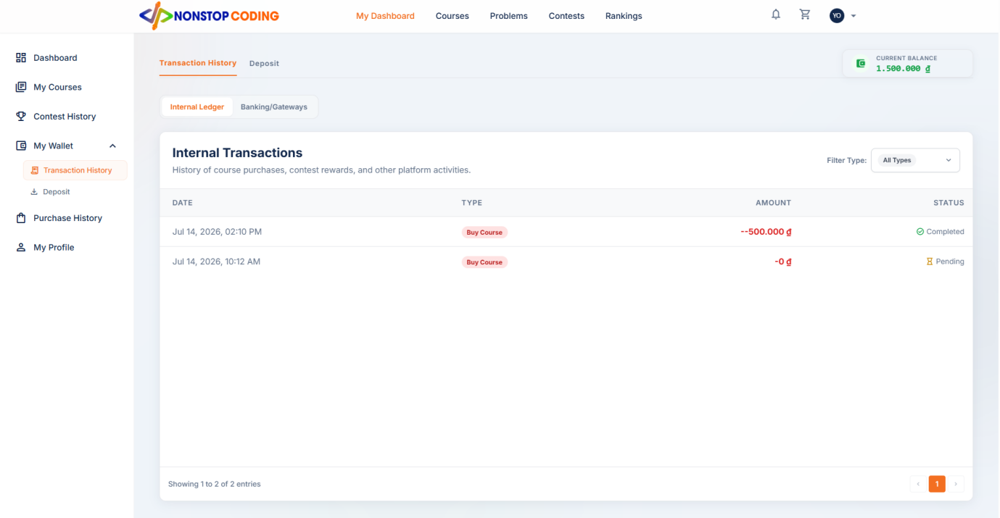 NONSTOP CODING
My Dashboard Courses Problems Contests Rankings YO
Dashboard
My Courses
Contest History
My Wallet
Transaction History
Deposit
Purchase History
My Profile
Transaction History Deposit
CURRENT BALANCE
1.500.000 ₫
Internal Ledger Banking/Gateways
Internal Transactions
History of course purchases, contest rewards, and other platform activities.
Filter Type: All Types
DATE TYPE AMOUNT STATUS
Jul 14, 2026, 02:10 PM Buy Course --500.000 ₫ Completed
Jul 14, 2026, 10:12 AM Buy Course -0 ₫ Pending
Showing 1 to 2 of 2 entries
‹ 1 ›